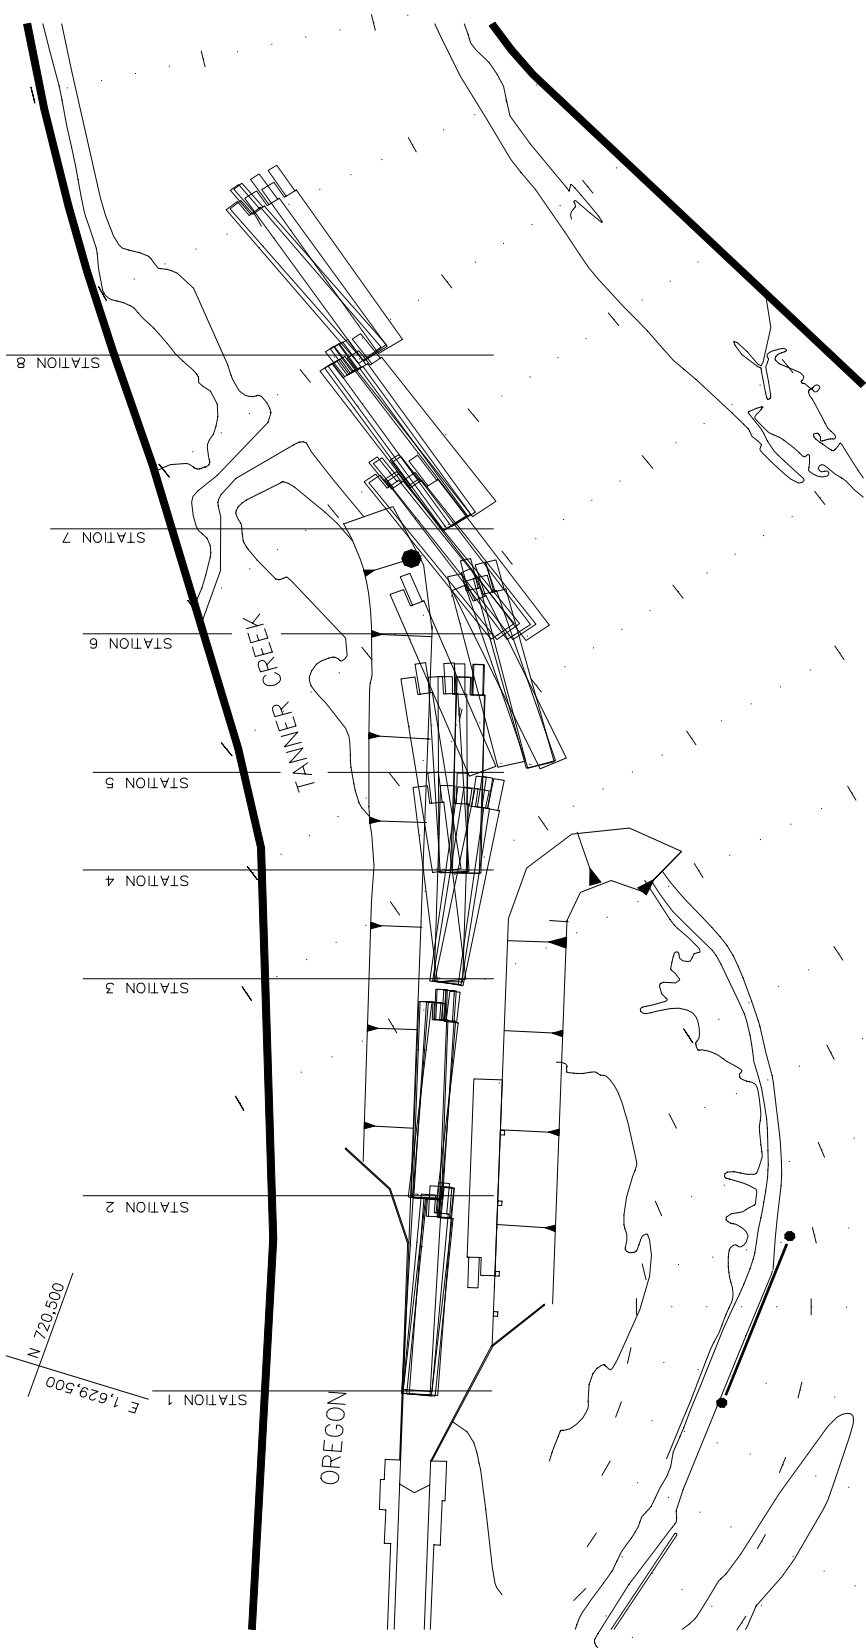 STATION 8
STATION 7
STATION 6
TANNER CREEK
STATION 5
STATION 4
STATION 3
STATION 2
N 720,500
E 1,629,500
STATION 1
OREGON